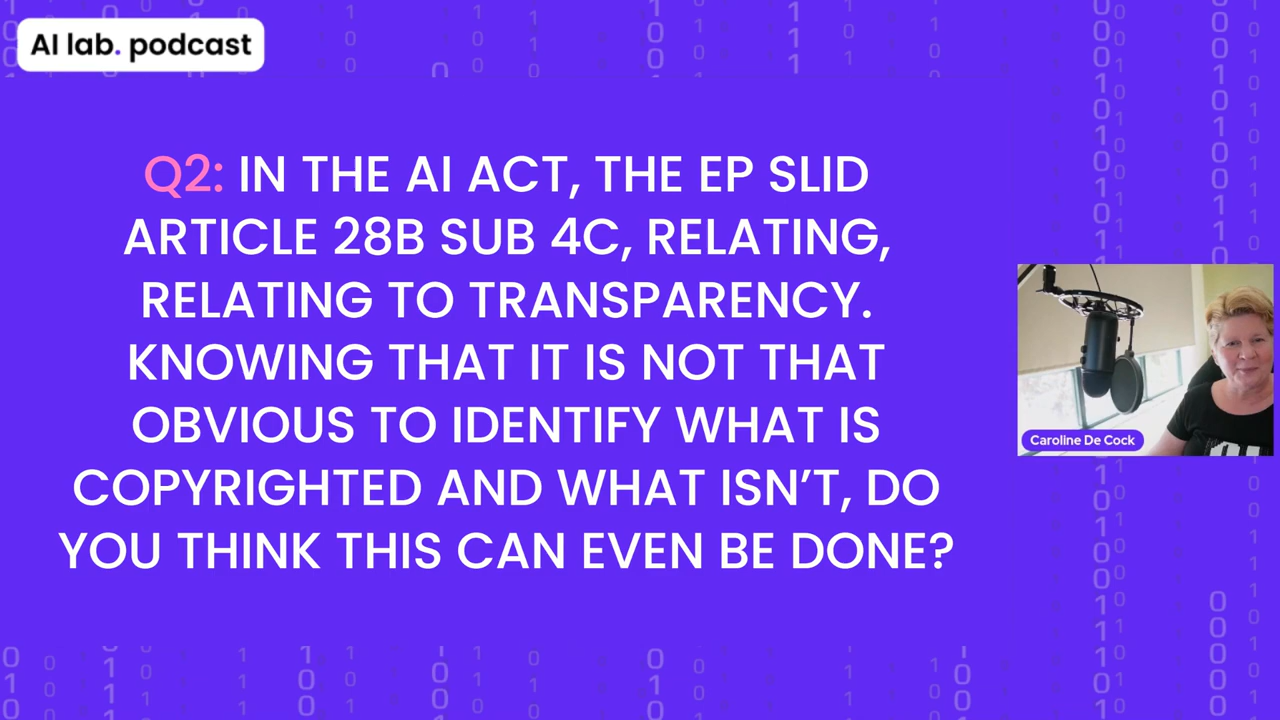 AI lab. podcast
Q2: IN THE AI ACT, THE EP SLID
ARTICLE 28B SUB 4C, RELATING,
RELATING TO TRANSPARENCY.
KNOWING THAT IT IS NOT THAT
OBVIOUS TO IDENTIFY WHAT IS
COPYRIGHTED AND WHAT ISN'T, DO
YOU THINK THIS CAN EVEN BE DONE?
Caroline De Cock